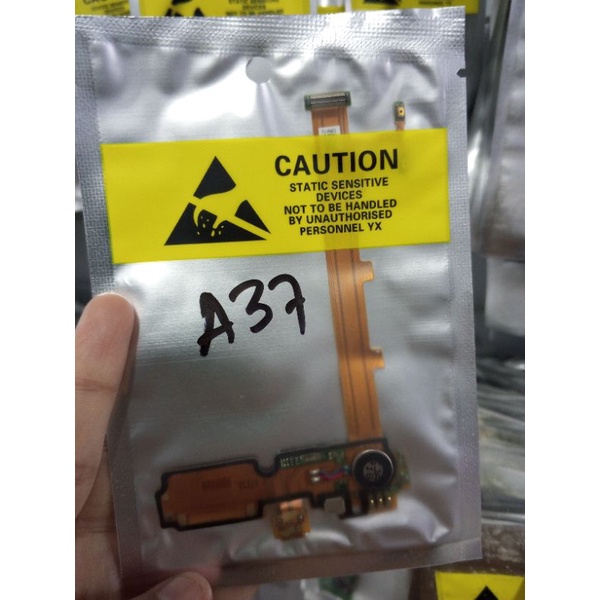 CAUTION
STATIC SENSITIVE
DEVICES
NOT TO BE HANDLED
BY UNAUTHORISED
PERSONNEL YX
A37